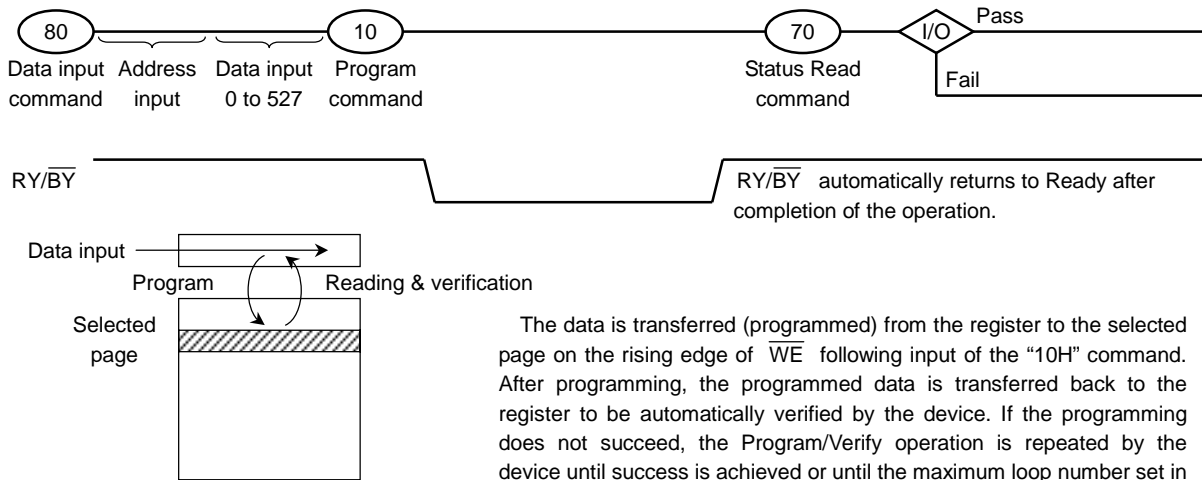 80
10
70
I/O
Pass
Data input command
Address input
Data input 0 to 527
Program command
Status Read command
Fail
RY/BY
RY/BY automatically returns to Ready after
completion of the operation.
Data input
Program
Reading & verification
Selected
page
The data is transferred (programmed) from the register to the selected
page on the rising edge of WE following input of the “10H” command.
After programming, the programmed data is transferred back to the
register to be automatically verified by the device. If the programming
does not succeed, the Program/Verify operation is repeated by the
device until success is achieved or until the maximum loop number set in